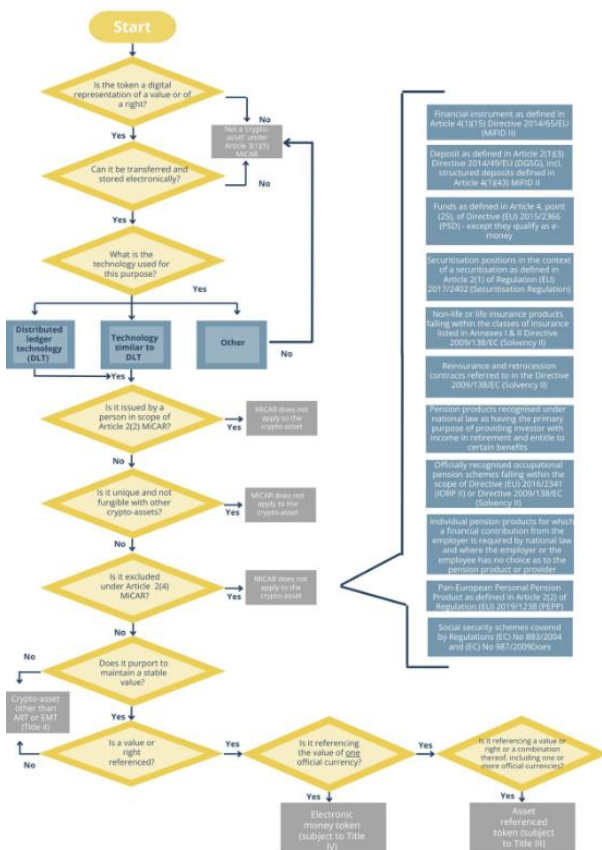 Start
Is the token a digital
representation of a value or of
a right?
No
Yes
Not a 'crypto-
asset' under
Article 3(1)(5)
MiCAR
Can it be transferred and
stored electronically?
No
Yes
What is the
technology used for
this purpose?
Yes
Distributed
ledger
technology
(DLT)
Technology
similar to
DLT
Other
No
Yes
Is it issued by a
person in scope of
Article 2(2) MiCAR?
Yes
MiCAR does not
apply to the
crypto-asset
No
Is it unique and not
fungible with other
crypto-assets?
Yes
MiCAR does not
apply to the
crypto-asset
No
Is it excluded
under Article 2(4)
MiCAR?
Yes
MiCAR does not
apply to the
crypto-asset
No
No
Does it purport to
maintain a stable
value?
Crypto-asset
other than
ART or EMT
(Title II)
Yes
No
Is a value or
right
referenced?
Yes
Is it referencing
the value of one
official currency?
Yes
Is it referencing a value or
right or a combination
thereof, including one or
more official currencies?
Yes
Electronic
money token
(subject to Title
IV)
Yes
Asset
referenced
token (subject
to Title III)
Financial instrument as defined in
Article 4(1)(15) Directive 2014/65/EU
(MiFID II)
Deposit as defined in Article 2(1)(3)
Directive 2014/49/EU (DGSG), incl.
structured deposits defined in
Article 4(1)(43) MiFID II
Funds as defined in Article 4, point
(25), of Directive (EU) 2015/2366
(PSD) - except they qualify as e-
money
Securitisation positions in the context
of a securitisation as defined in
Article 2(1) of Regulation (EU)
2017/2402 (Securitisation Regulation)
Non-life or life insurance products
falling within the classes of insurance
listed in Annexes I & II Directive
2009/138/EC (Solvency II)
Reinsurance and retrocession
contracts referred to in the Directive
2009/138/EC (Solvency II)
Pension products recognised under
national law as having the primary
purpose of providing investor with
income in retirement and entitle to
certain benefits
Officially recognised occupational
pension schemes falling within the
scope of Directive (EU) 2016/2341
(IORP II) or Directive 2009/138/EC
(Solvency II)
Individual pension products for which
a financial contribution from the
employer is required by national law
and where the employer or the
employee has no choice as to the
pension product or provider
Pan-European Personal Pension
Product as defined in Article 2(2) of
Regulation (EU) 2019/1238 (PEPP)
Social security schemes covered
by Regulations (EC) No 883/2004
and (EC) No 987/2009Does